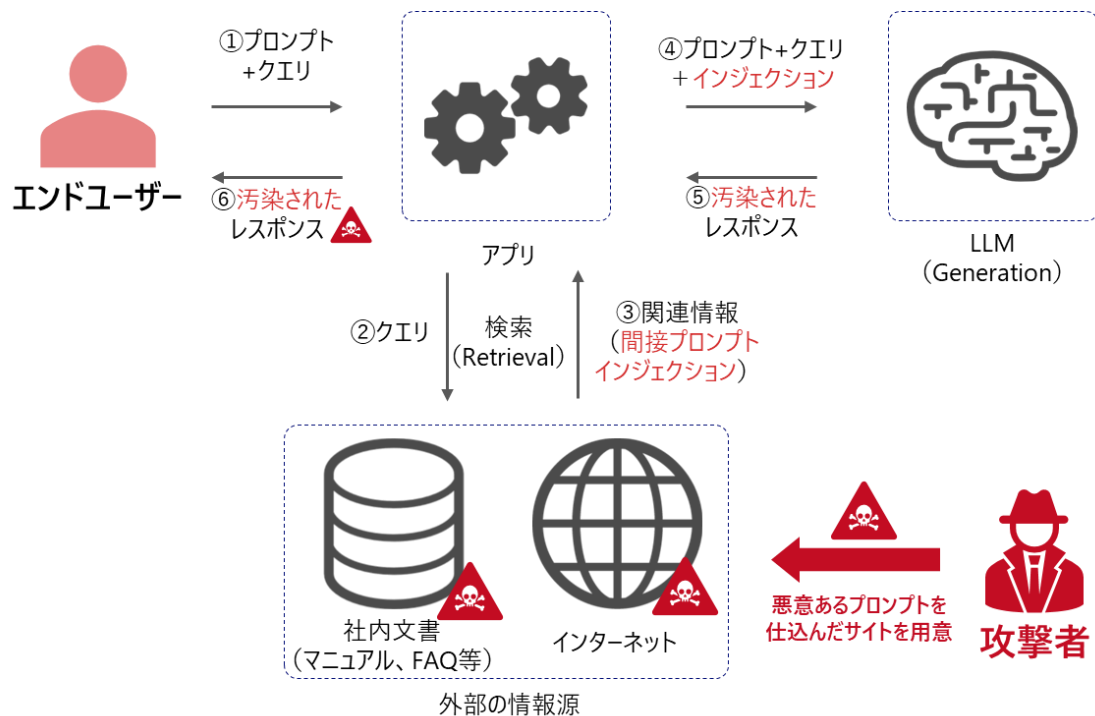 ①プロンプト
+クエリ
④プロンプト+クエリ
+インジェクション
エンドユーザー
⑥汚染された
レスポンス
⑤汚染された
レスポンス
アプリ
LLM
(Generation)
②クエリ
検索
(Retrieval)
③関連情報
(間接プロンプト
インジェクション)
社内文書
(マニュアル、FAQ等)
インターネット
外部の情報源
悪意あるプロンプトを
仕込んだサイトを用意
攻撃者